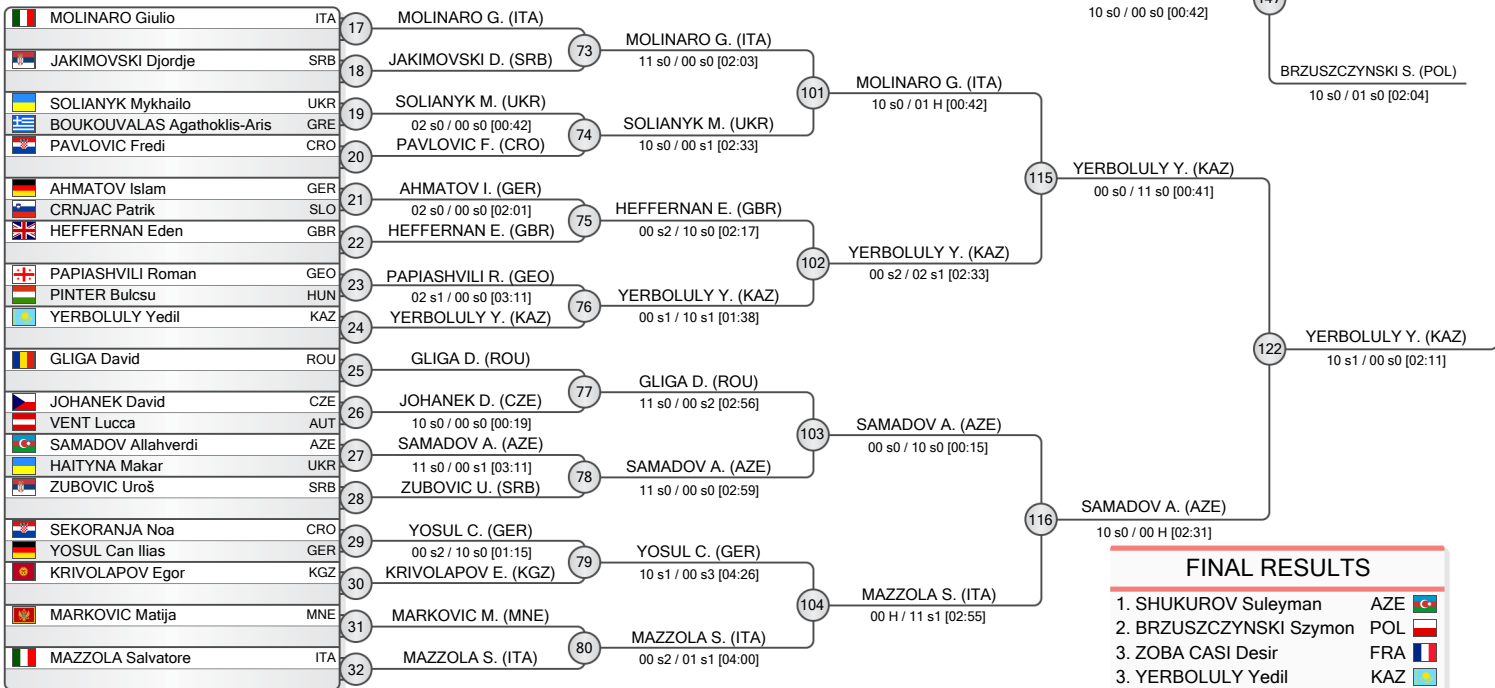 10 s0 / 00 s0 [00:42]
BRZUSZCZYNSKI S. (POL)
10 s0 / 01 s0 [02:04]
MOLINARO Giulio ITA
JAKIMOVSKI Djordje SRB
SOLIANYK Mykhailo UKR
BOUKOUVALAS Agathoklis-Aris GRE
PAVLOVIC Fredi CRO
AHMATOV Islam GER
CRNJAC Patrik SLO
HEFFERNAN Eden GBR
PAPIASHVILI Roman GEO
PINTER Bulcsu HUN
YERBOLULY Yedil KAZ
GLIGA David ROU
JOHANEK David CZE
VENT Lucca AUT
SAMADOV Allahverdi AZE
HAITYNA Makar UKR
ZUBOVIC Uroš SRB
SEKORANJA Noa CRO
YOSUL Can Ilias GER
KRIVOLAPOV Egor KGZ
MARKOVIC Matija MNE
MAZZOLA Salvatore ITA
17
18
19
20
21
22
23
24
25
26
27
28
29
30
31
32
MOLINARO G. (ITA)
JAKIMOVSKI D. (SRB)
SOLIANYK M. (UKR)
02 s0 / 00 s0 [00:42]
PAVLOVIC F. (CRO)
AHMATOV I. (GER)
02 s0 / 00 s0 [02:01]
HEFFERNAN E. (GBR)
PAPIASHVILI R. (GEO)
02 s1 / 00 s0 [03:11]
YERBOLULY Y. (KAZ)
GLIGA D. (ROU)
JOHANEK D. (CZE)
10 s0 / 00 s0 [00:19]
SAMADOV A. (AZE)
11 s0 / 00 s1 [03:11]
ZUBOVIC U. (SRB)
YOSUL C. (GER)
00 s2 / 10 s0 [01:15]
KRIVOLAPOV E. (KGZ)
MARKOVIC M. (MNE)
MAZZOLA S. (ITA)
73
74
75
76
77
78
79
80
MOLINARO G. (ITA)
11 s0 / 00 s0 [02:03]
SOLIANYK M. (UKR)
10 s0 / 00 s1 [02:33]
HEFFERNAN E. (GBR)
00 s2 / 10 s0 [02:17]
YERBOLULY Y. (KAZ)
00 s1 / 10 s1 [01:38]
GLIGA D. (ROU)
11 s0 / 00 s2 [02:56]
SAMADOV A. (AZE)
11 s0 / 00 s0 [02:59]
YOSUL C. (GER)
10 s1 / 00 s3 [04:26]
MAZZOLA S. (ITA)
00 s2 / 01 s1 [04:00]
101
102
103
104
MOLINARO G. (ITA)
10 s0 / 01 H [00:42]
YERBOLULY Y. (KAZ)
00 s2 / 02 s1 [02:33]
SAMADOV A. (AZE)
00 s0 / 10 s0 [00:15]
MAZZOLA S. (ITA)
00 H / 11 s1 [02:55]
115
116
YERBOLULY Y. (KAZ)
00 s0 / 11 s0 [00:41]
SAMADOV A. (AZE)
10 s0 / 00 H [02:31]
122
YERBOLULY Y. (KAZ)
10 s1 / 00 s0 [02:11]
FINAL RESULTS
1. SHUKUROV Suleyman AZE
2. BRZUSZCZYNSKI Szymon POL
3. ZOBA CASI Desir FRA
3. YERBOLULY Yedil KAZ